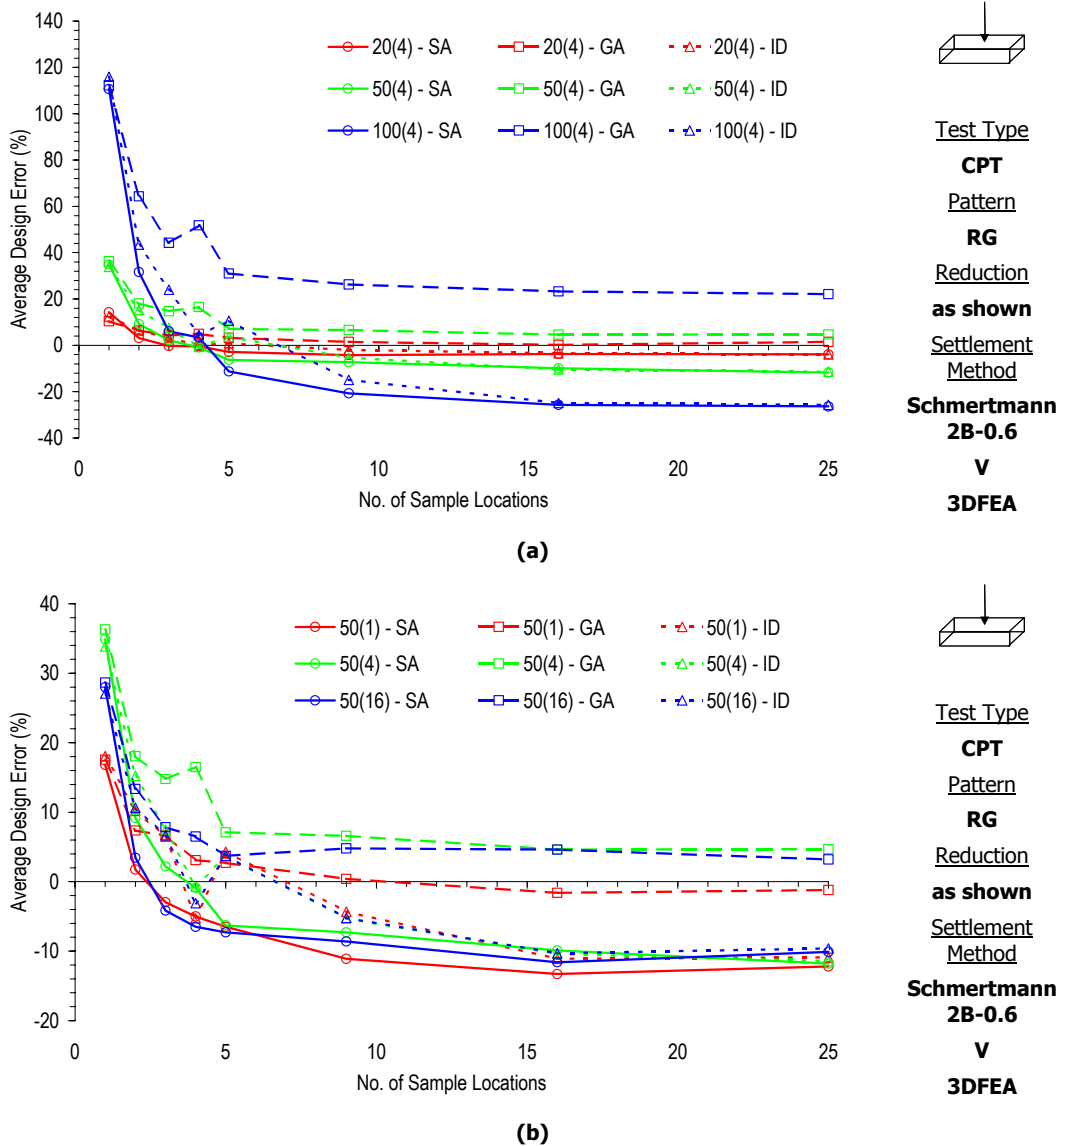 140
120
100
80
60
40
20
0
-20
-40
Average Design Error (%)
20(4) - SA 20(4) - GA 20(4) - ID
50(4) - SA 50(4) - GA 50(4) - ID
100(4) - SA 100(4) - GA 100(4) - ID
0 5 10 15 20 25
No. of Sample Locations
Test Type
CPT
Pattern
RG
Reduction
as shown
Settlement
Method
Schmertmann
2B-0.6
V
3DFEA
(a)
40
30
20
10
0
-10
-20
Average Design Error (%)
50(1) - SA 50(1) - GA 50(1) - ID
50(4) - SA 50(4) - GA 50(4) - ID
50(16) - SA 50(16) - GA 50(16) - ID
0 5 10 15 20 25
No. of Sample Locations
Test Type
CPT
Pattern
RG
Reduction
as shown
Settlement
Method
Schmertmann
2B-0.6
V
3DFEA
(b)